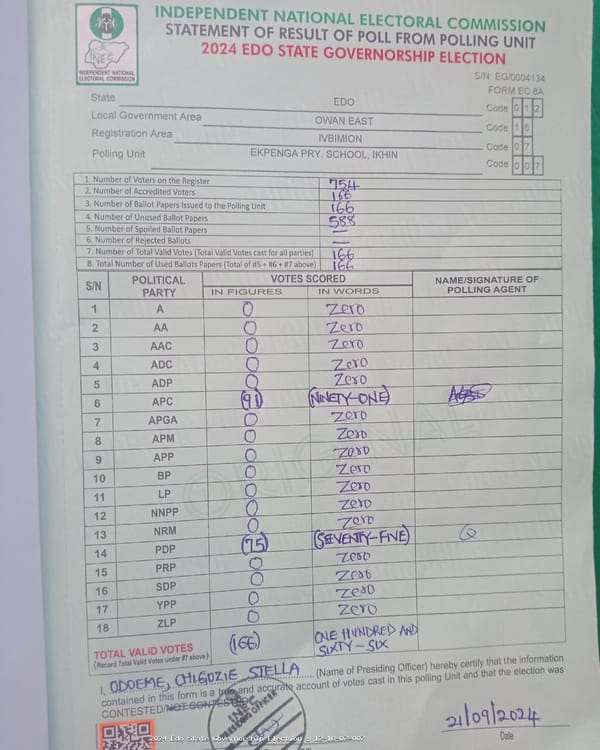 INDEPENDENT NATIONAL ELECTORAL COMMISSION
STATEMENT OF RESULT OF POLL FROM POLLING UNIT
2024 EDO STATE GOVERNORSHIP ELECTION
INEC
INDEPENDENT NATIONAL
ELECTORAL COMMISSION
S/N: EG/0004134
FORM EC 8A
State EDO Code 0 1 2
Local Government Area OWAN EAST Code 1 6
Registration Area IVBIMION Code 0 7
Polling Unit EKPENGA PRY. SCHOOL, IKHIN Code 0 0 7
1. Number of Voters on the Register 754
2. Number of Accredited Voters 166
3. Number of Ballot Papers Issued to the Polling Unit 166
4. Number of Unused Ballot Papers 588
5. Number of Spoiled Ballot Papers —
6. Number of Rejected Ballots —
7. Number of Total Valid Votes (Total Valid Votes cast for all parties) 166
8. Total Number of Used Ballots Papers (Total of #5 + #6 + #7 above) 166
S/N POLITICAL PARTY VOTES SCORED NAME/SIGNATURE OF POLLING AGENT
IN FIGURES IN WORDS
1 A 0 Zero
2 AA 0 Zero
3 AAC 0 Zero
4 ADC 0 Zero
5 ADP 0 Zero
6 APC (91) (NINETY-ONE)
7 APGA 0 Zero
8 APM 0 Zero
9 APP 0 Zero
10 BP 0 Zero
11 LP 0 Zero
12 NNPP 0 Zero
13 NRM 0 Zero
14 PDP (75) (SEVENTY-FIVE)
15 PRP 0 Zero
16 SDP 0 Zero
17 YPP 0 Zero
18 ZLP 0 Zero
ORIGINAL
TOTAL VALID VOTES (166) ONE HUNDRED AND
(Record Total Valid Votes under #7 above) SIXTY-SIX
I, ODOEME, CHIGOZIE STELLA (Name of Presiding Officer) hereby certify that the information
contained in this form is a true and accurate account of votes cast in this polling Unit and that the election was
CONTESTED/NOT CONTESTED.
INEC
21/09/2024
Date
2024 Edo State Governorship Election - 12-16-07-007